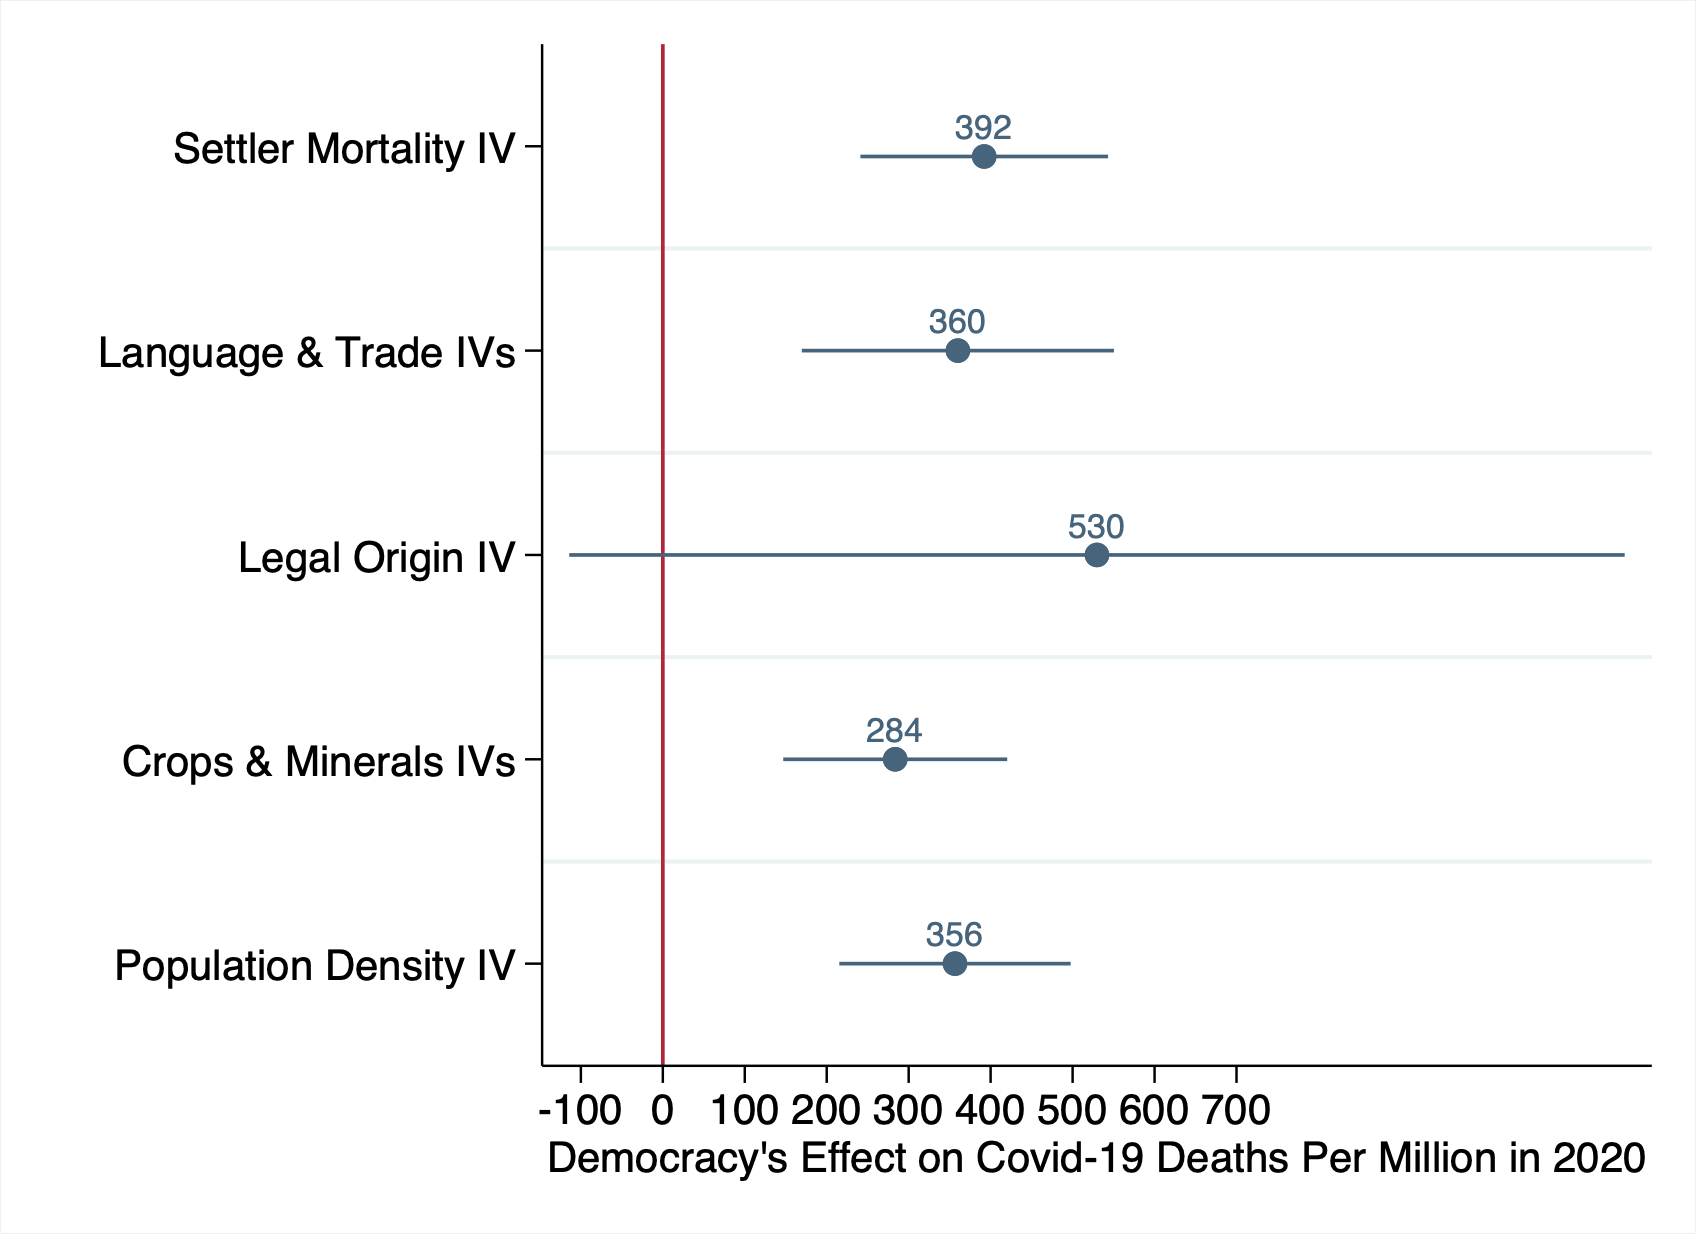 392
Settler Mortality IV
360
Language & Trade IVs
530
Legal Origin IV
284
Crops & Minerals IVs
356
Population Density IV
-100 0 100 200 300 400 500 600 700
Democracy's Effect on Covid-19 Deaths Per Million in 2020